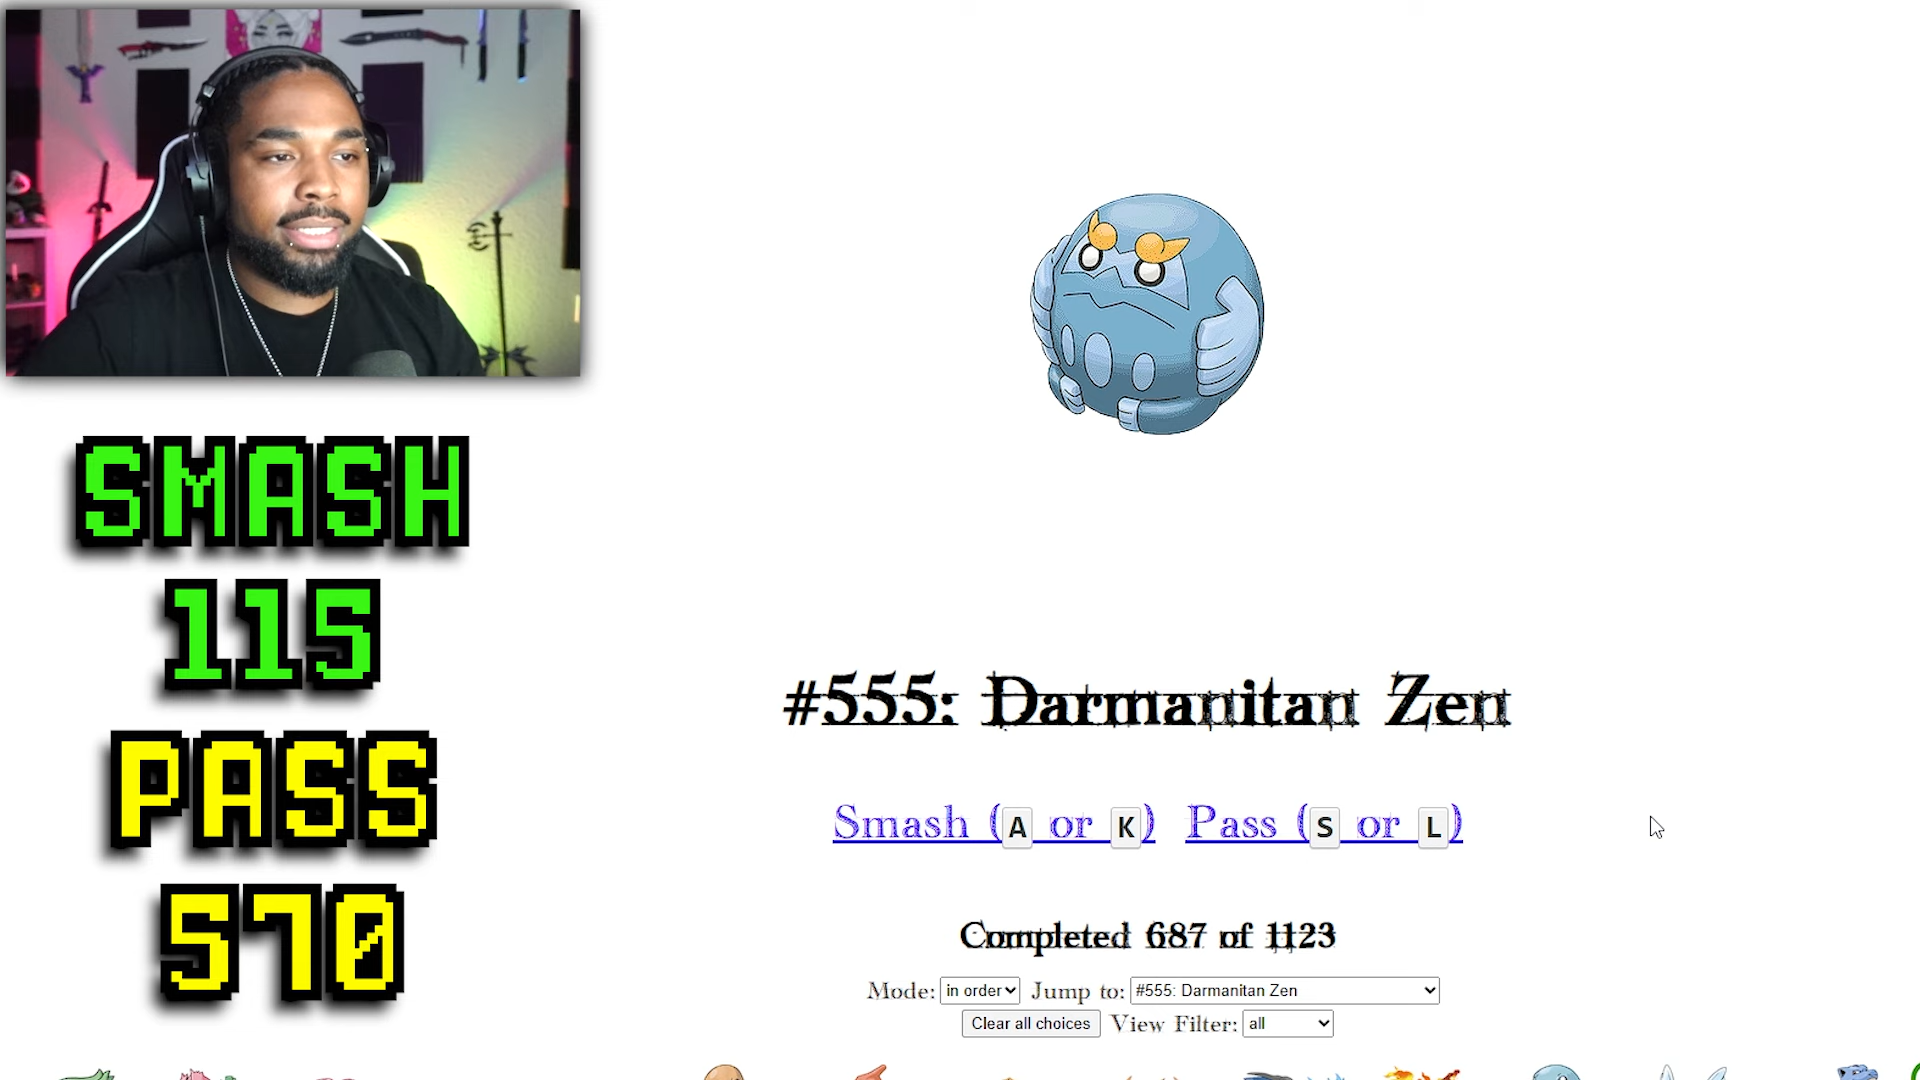 SMASH
115
PASS
570
#555: Darmanitan Zen
Smash (A or K) Pass (S or L)
Completed 687 of 1123
Mode: in order Jump to: #555: Darmanitan Zen
Clear all choices View Filter: all